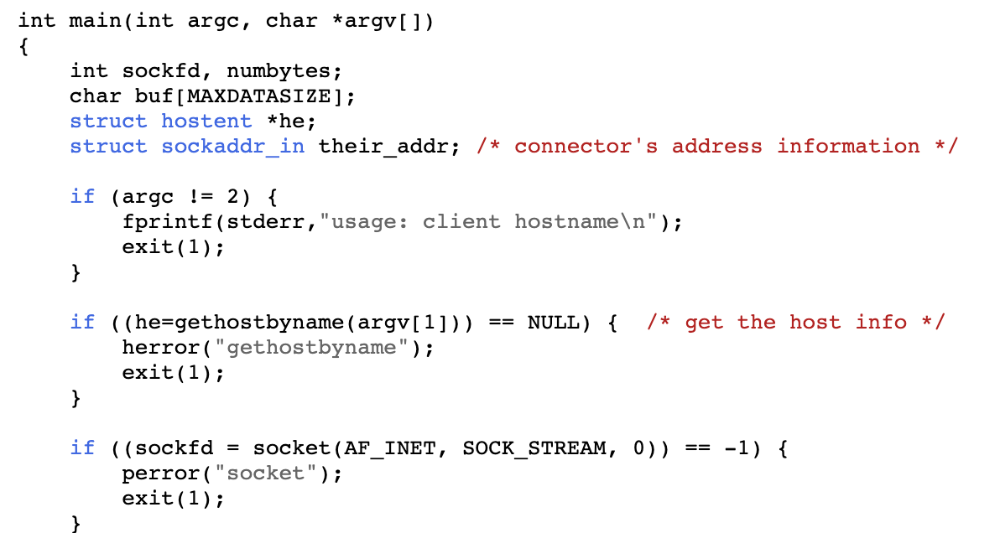 int main(int argc, char *argv[])
{
    int sockfd, numbytes;
    char buf[MAXDATASIZE];
    struct hostent *he;
    struct sockaddr_in their_addr; /* connector's address information */

    if (argc != 2) {
        fprintf(stderr,"usage: client hostname\n");
        exit(1);
    }

    if ((he=gethostbyname(argv[1])) == NULL) {  /* get the host info */
        herror("gethostbyname");
        exit(1);
    }

    if ((sockfd = socket(AF_INET, SOCK_STREAM, 0)) == -1) {
        perror("socket");
        exit(1);
    }